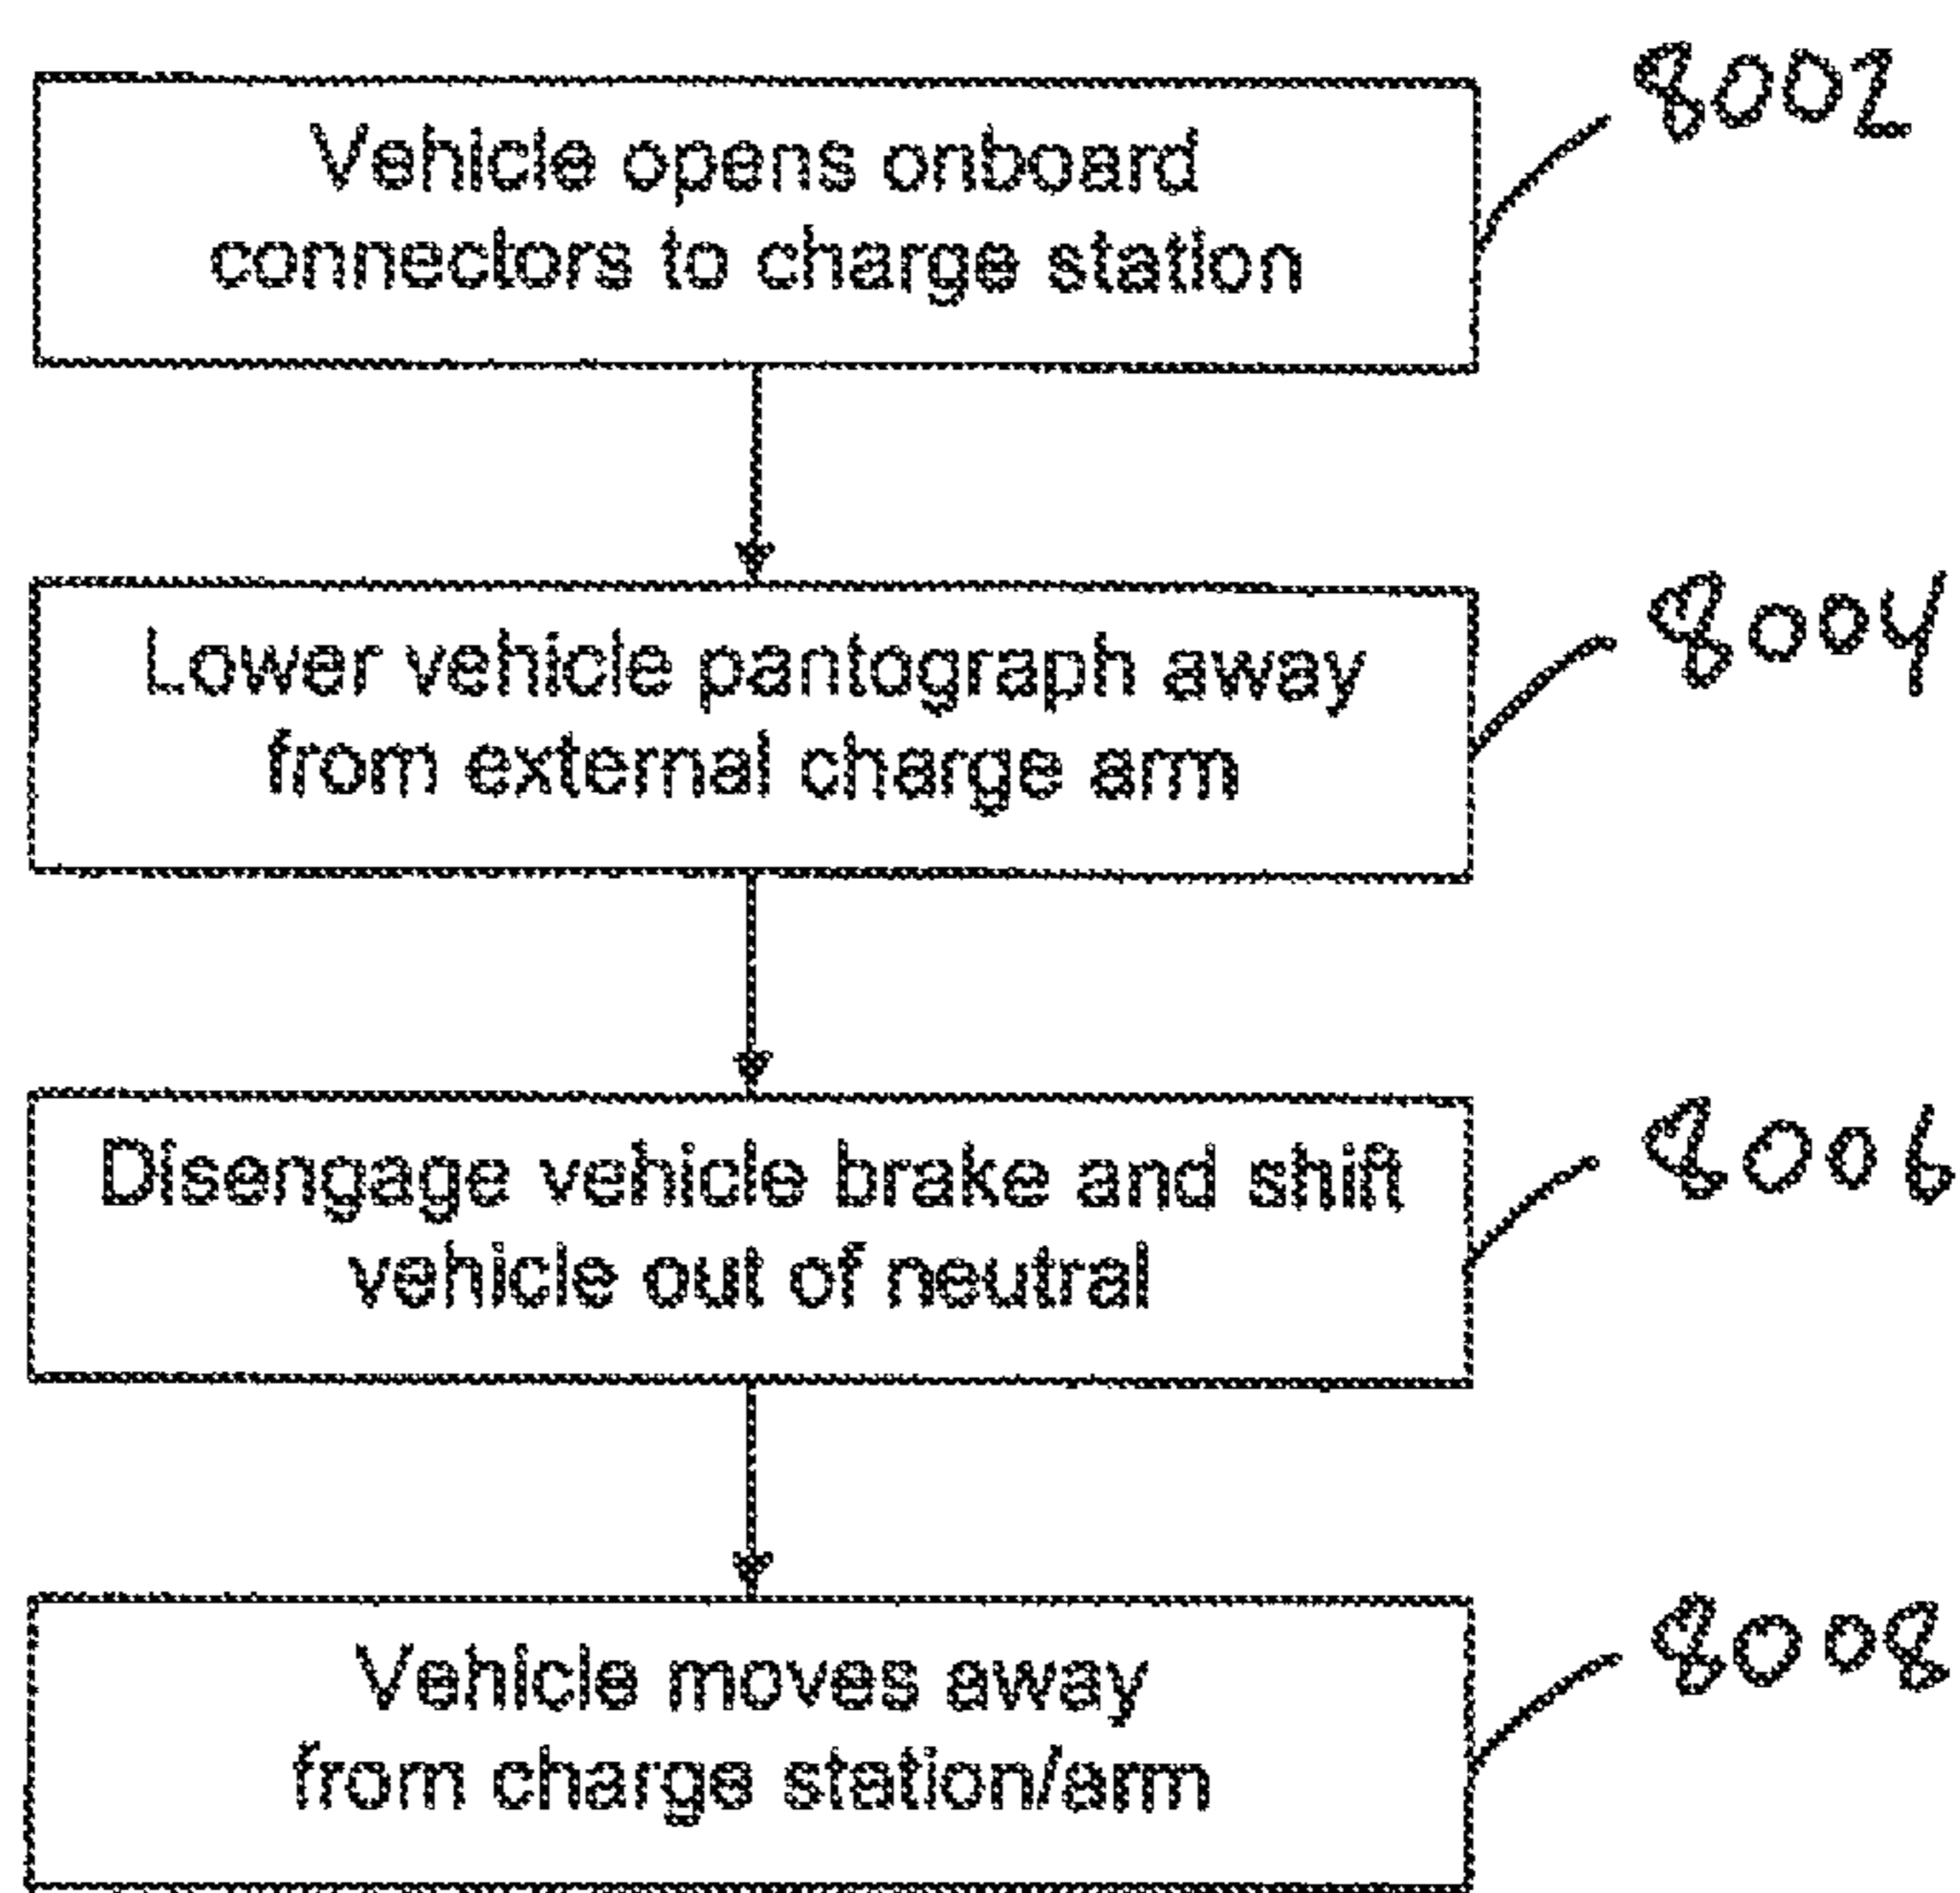 Vehicle opens onboard
connectors to charge station
8002
Lower vehicle pantograph away
from external charge arm
8004
Disengage vehicle brake and shift
vehicle out of neutral
8006
Vehicle moves away
from charge station/arm
8008